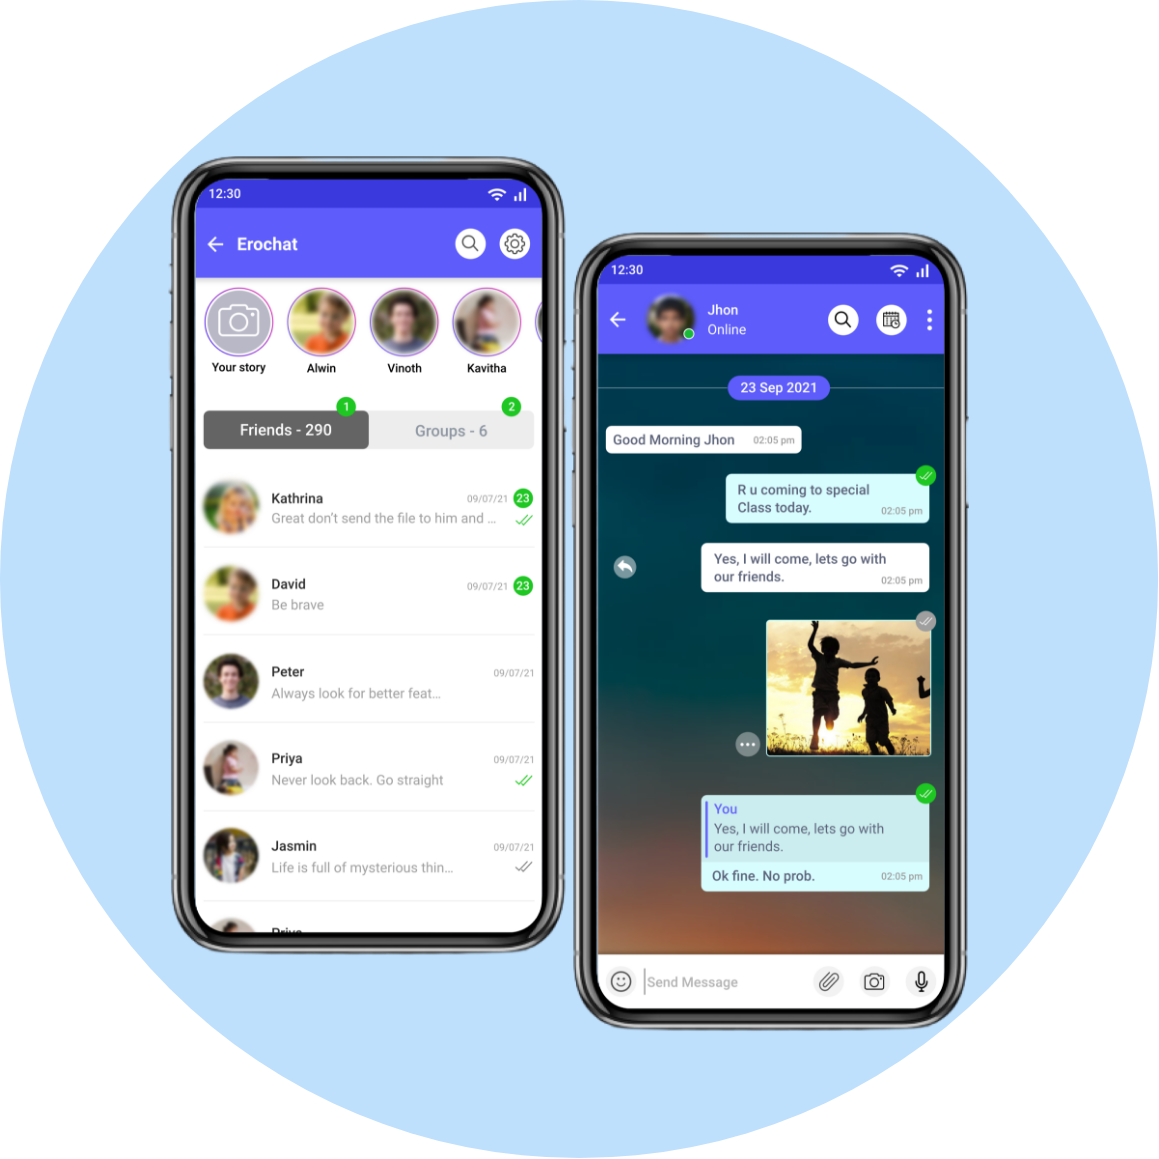 12:30
Erochat
Your story
Alwin
Vinoth
Kavitha
1
2
Friends - 290
Groups - 6
Kathrina
09/07/21
23
Great don't send the file to him and ...
David
09/07/21
23
Be brave
Peter
09/07/21
Always look for better feat...
Priya
09/07/21
Never look back. Go straight
Jasmin
09/07/21
Life is full of mysterious thin...
Priya
12:30
Jhon
Online
23 Sep 2021
Good Morning Jhon
02:05 pm
R u coming to special
Class today.
02:05 pm
Yes, I will come, lets go with
our friends.
02:05 pm
You
Yes, I will come, lets go with
our friends.
Ok fine. No prob.
02:05 pm
Send Message